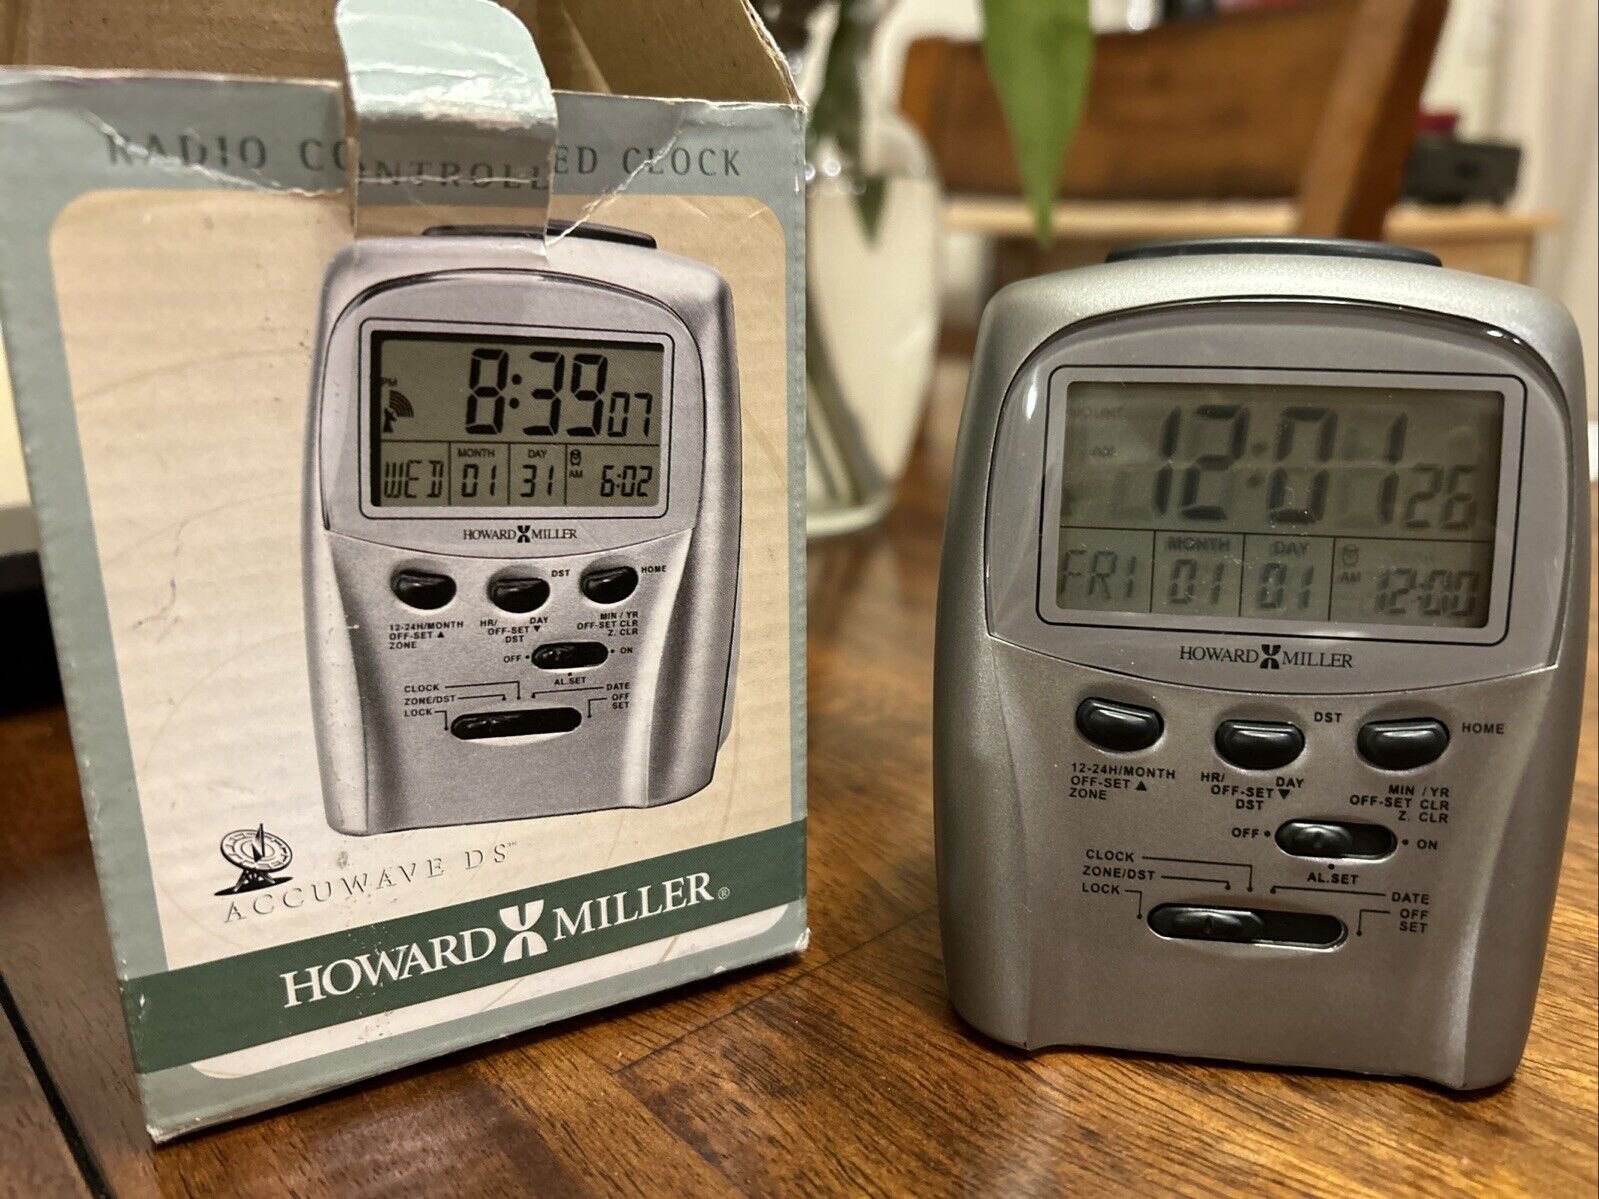 RADIO CONTROLLED CLOCK
PM
8:39 07
MONTH DAY
WED 01 31 AM 6:02
HOWARD MILLER
DST HOME
12-24H/MONTH HR/ DAY MIN / YR
OFF-SET ▲ OFF-SET ▼ OFF-SET CLR
ZONE DST Z. CLR
OFF • • ON
AL.SET
CLOCK DATE
ZONE/DST OFF
LOCK SET
ACCUWAVE DS™
HOWARD MILLER®
AM
12:01 26
MONTH DAY
FRI 01 01 AM 12:00
HOWARD MILLER
DST HOME
12-24H/MONTH HR/ DAY MIN / YR
OFF-SET ▲ OFF-SET ▼ OFF-SET CLR
ZONE DST Z. CLR
OFF • • ON
AL.SET
CLOCK DATE
ZONE/DST OFF
LOCK SET